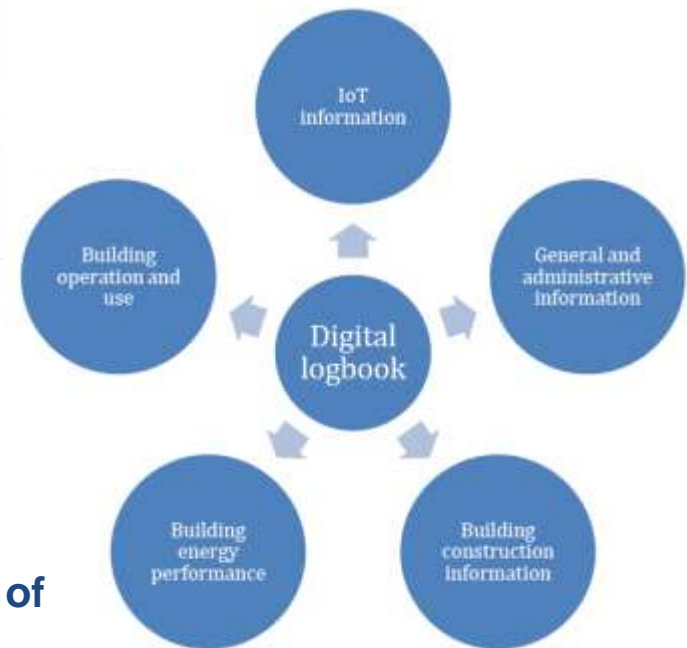 IoT
information
General and
administrative
information
Building
operation and
use
Digital
logbook
Building
energy
performance
Building
construction
information
of